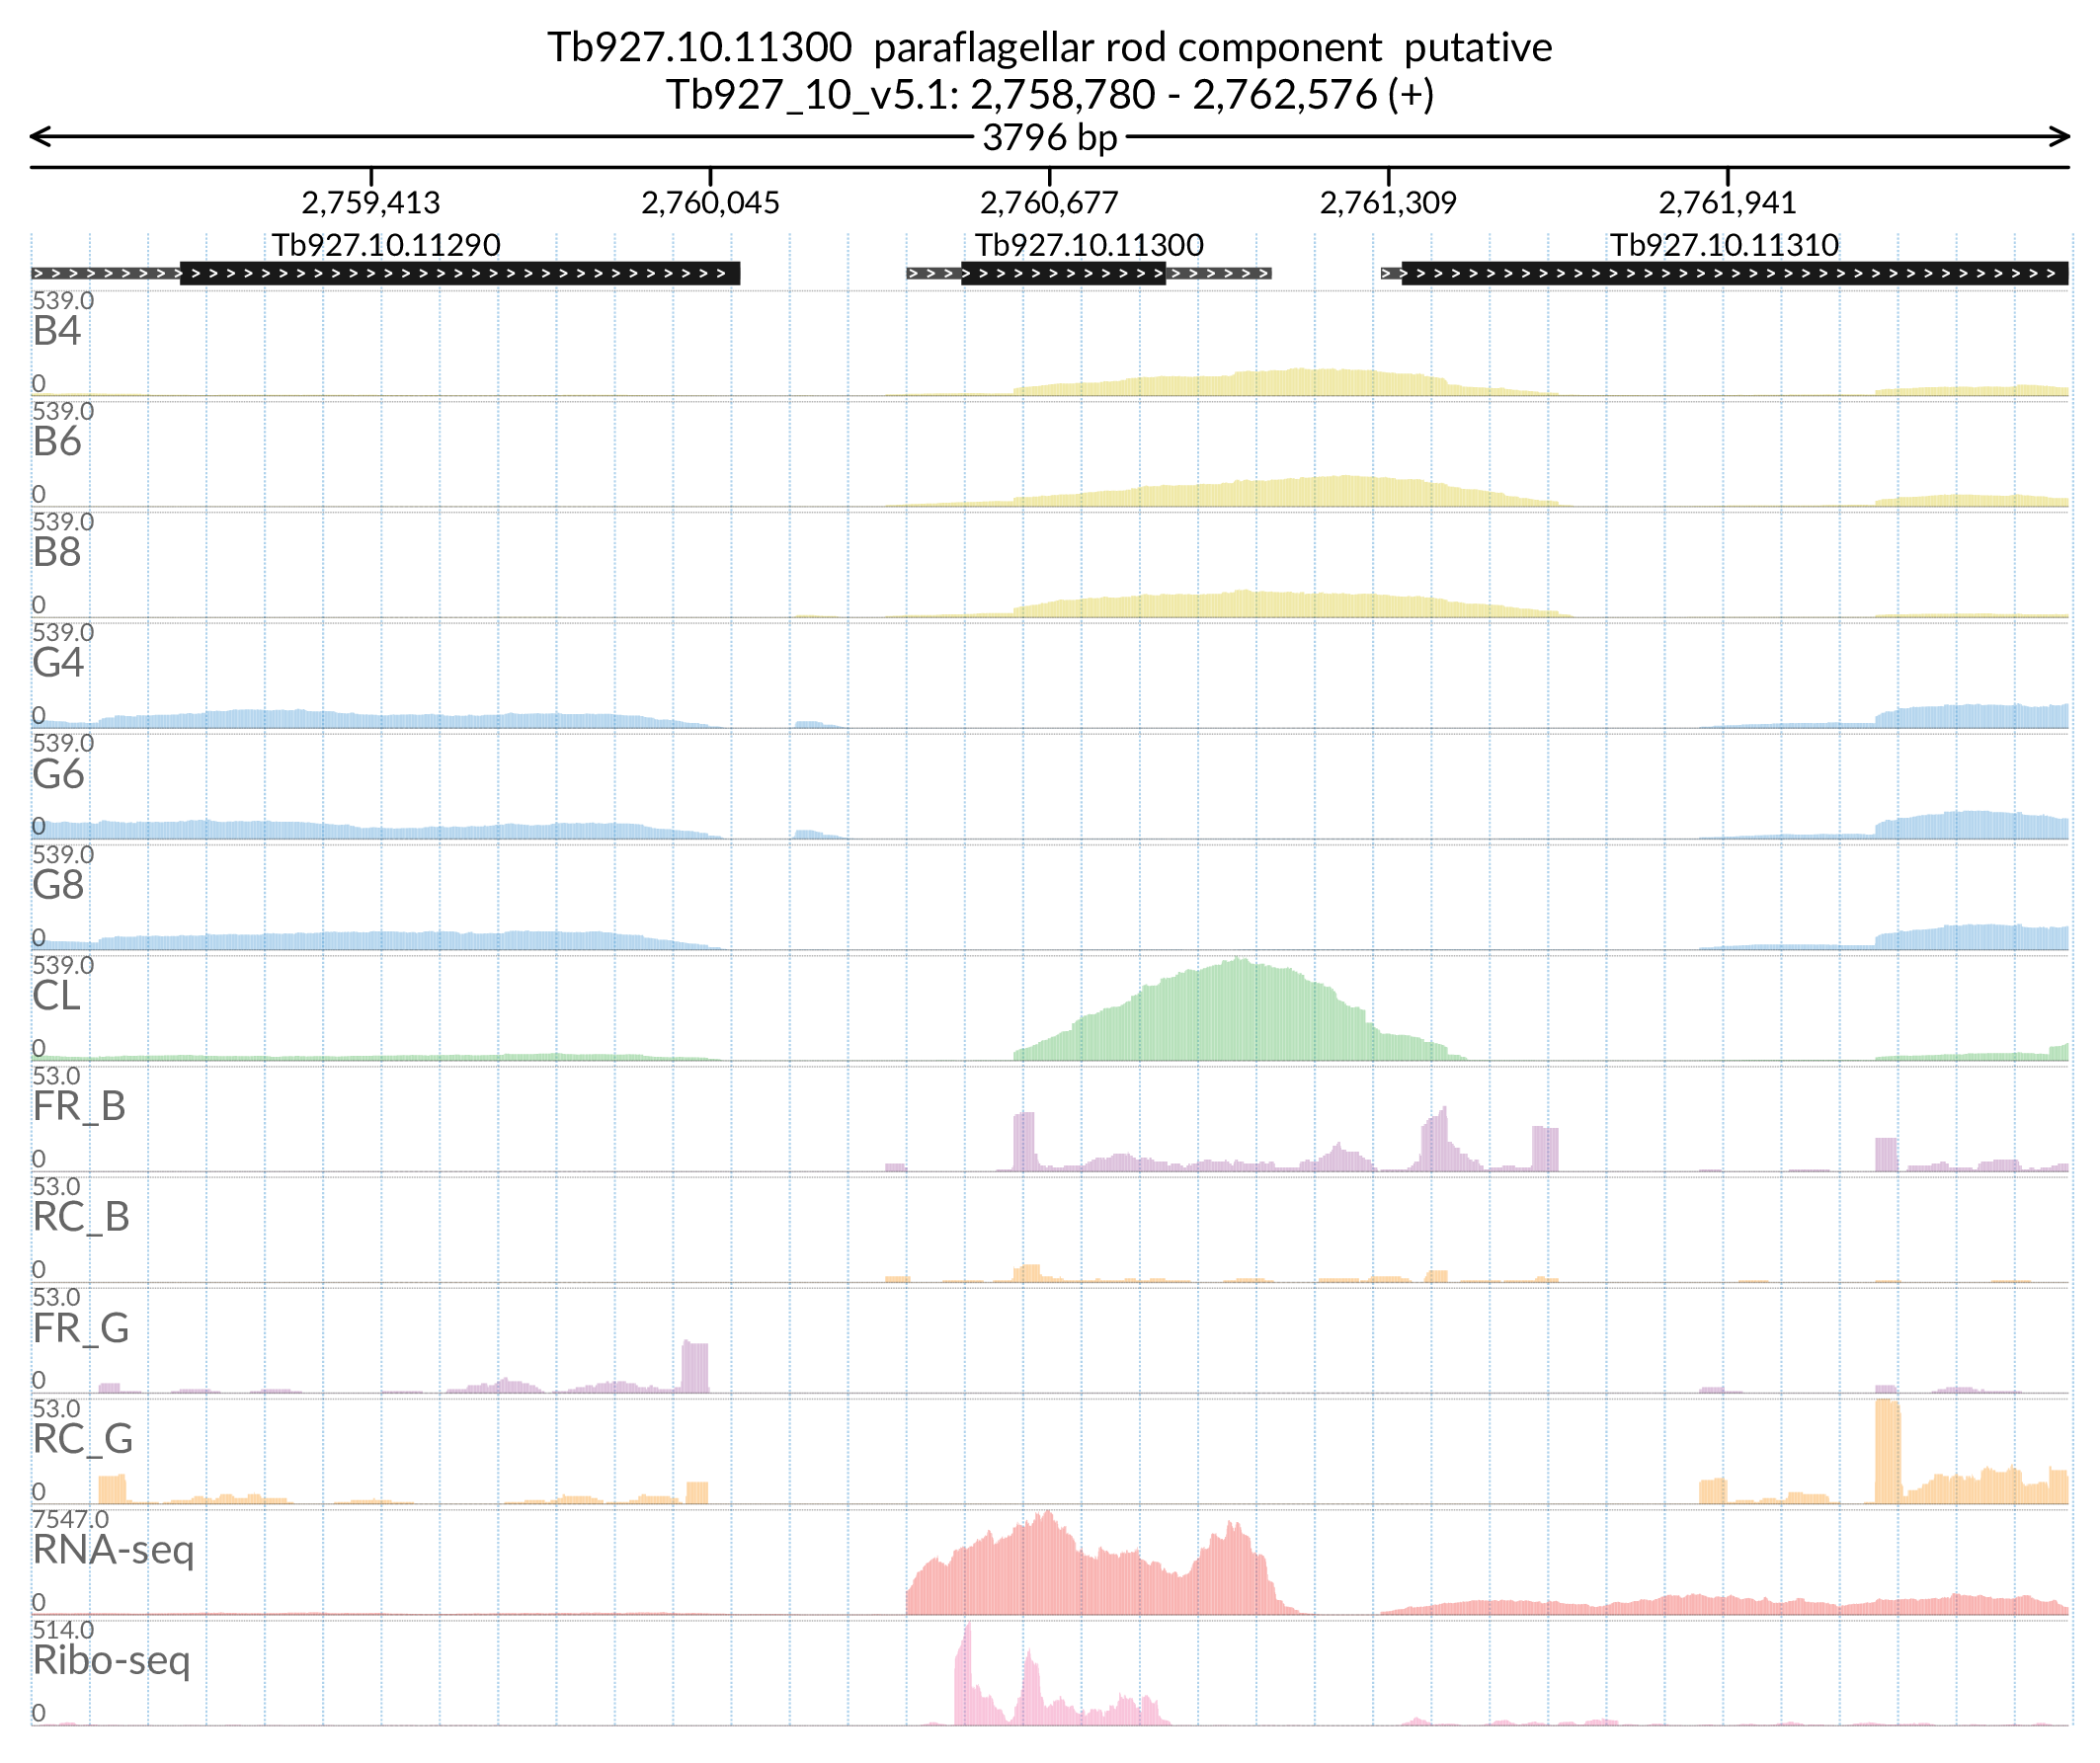 Tb927.10.11300 paraflagellar rod component putative
Tb927_10_v5.1: 2,758,780 - 2,762,576 (+)
3796 bp
2,759,413 2,760,045 2,760,677 2,761,309 2,761,941
Tb927.10.11290 Tb927.10.11300 Tb927.10.11310
539.0
B4
0
539.0
B6
0
539.0
B8
0
539.0
G4
0
539.0
G6
0
539.0
G8
0
539.0
CL
0
53.0
FR_B
0
53.0
RC_B
0
53.0
FR_G
0
53.0
RC_G
0
7547.0
RNA-seq
0
514.0
Ribo-seq
0